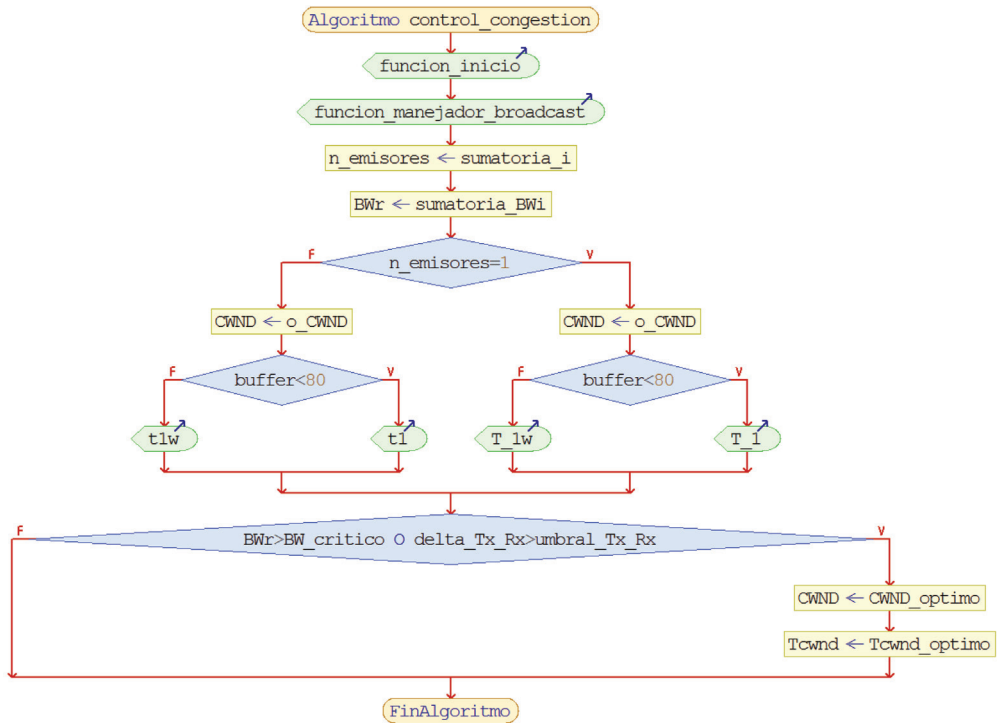 Algoritmo control_congestion
funcion_inicio
funcion_manejador_broadcast
n_emisores ← sumatoria_i
BWr ← sumatoria_BWi
F V
n_emisores=1
CWND ← o_CWND CWND ← o_CWND
F V F V
buffer<80 buffer<80
t1w t1 T_1w T_1
F V
BWr>BW_critico O delta_Tx_Rx>umbral_Tx_Rx
CWND ← CWND_optimo
Tcwnd ← Tcwnd_optimo
FinAlgoritmo